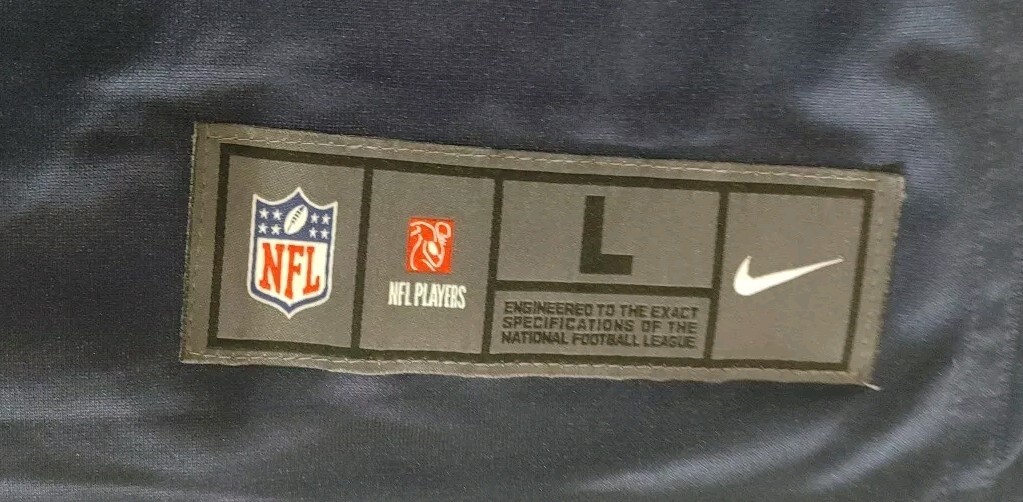 NFL
NFL PLAYERS
L
ENGINEERED TO THE EXACT
SPECIFICATIONS OF THE
NATIONAL FOOTBALL LEAGUE